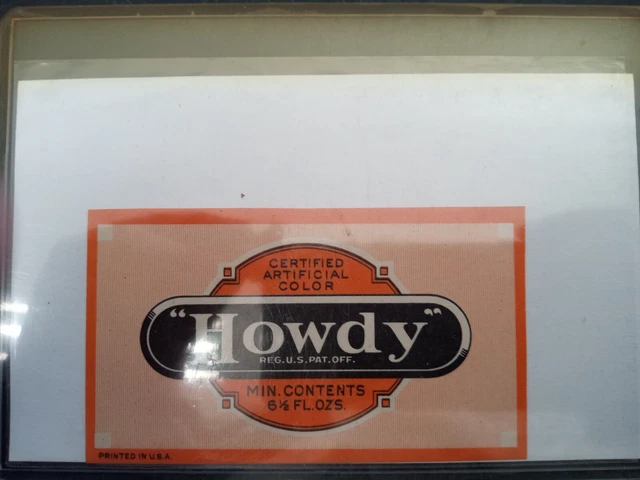 CERTIFIED
ARTIFICIAL
COLOR
"Howdy"
REG. U.S. PAT. OFF.
MIN. CONTENTS
6½ FL. OZS.
PRINTED IN U.S.A.